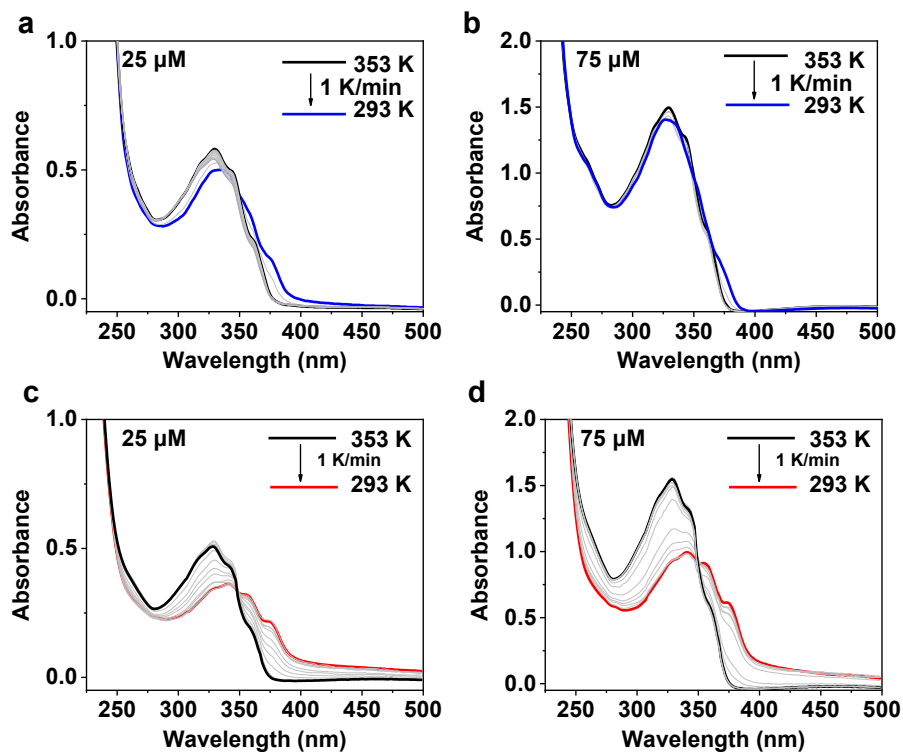 a
25 µM
353 K
1 K/min
293 K
Absorbance
1.0
0.5
0.0
250 300 350 400 450 500
Wavelength (nm)
b
75 µM
353 K
1 K/min
293 K
Absorbance
2.0
1.5
1.0
0.5
0.0
250 300 350 400 450 500
Wavelength (nm)
c
25 µM
353 K
1 K/min
293 K
Absorbance
1.0
0.5
0.0
250 300 350 400 450 500
Wavelength (nm)
d
75 µM
353 K
1 K/min
293 K
Absorbance
2.0
1.5
1.0
0.5
0.0
250 300 350 400 450 500
Wavelength (nm)